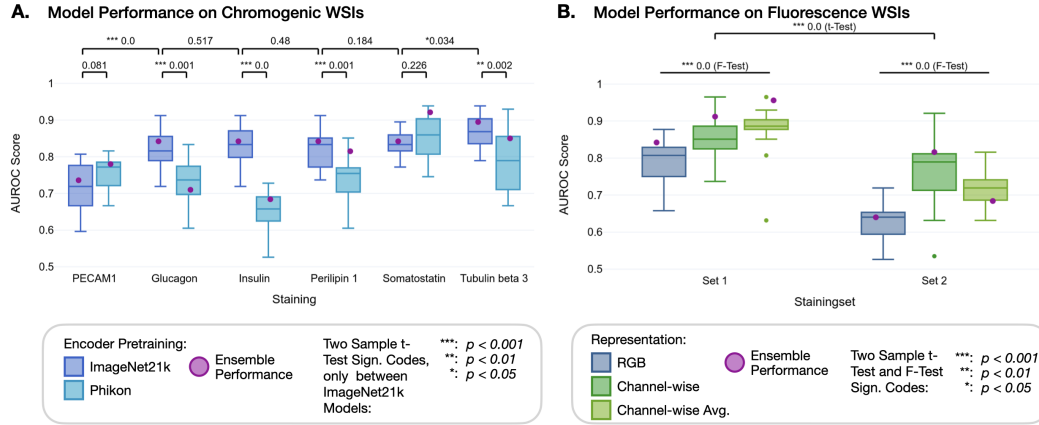 A. Model Performance on Chromogenic WSIs
*** 0.0
0.517
0.48
0.184
*0.034
0.081
*** 0.001
*** 0.0
*** 0.001
0.226
** 0.002
1
0.9
0.8
0.7
0.6
0.5
AUROC Score
PECAM1
Glucagon
Insulin
Perilipin 1
Somatostatin
Tubulin beta 3
Staining
Encoder Pretraining:
ImageNet21k
Phikon
Ensemble
Performance
Two Sample t-
Test Sign. Codes,
only between
ImageNet21k
Models:
***: p < 0.001
**: p < 0.01
*: p < 0.05
B. Model Performance on Fluorescence WSIs
*** 0.0 (t-Test)
*** 0.0 (F-Test)
*** 0.0 (F-Test)
1
0.9
0.8
0.7
0.6
0.5
AUROC Score
Set 1
Set 2
Stainingset
Representation:
RGB
Channel-wise
Channel-wise Avg.
Ensemble
Performance
Two Sample t-
Test and F-Test
Sign. Codes:
***: p < 0.001
**: p < 0.01
*: p < 0.05